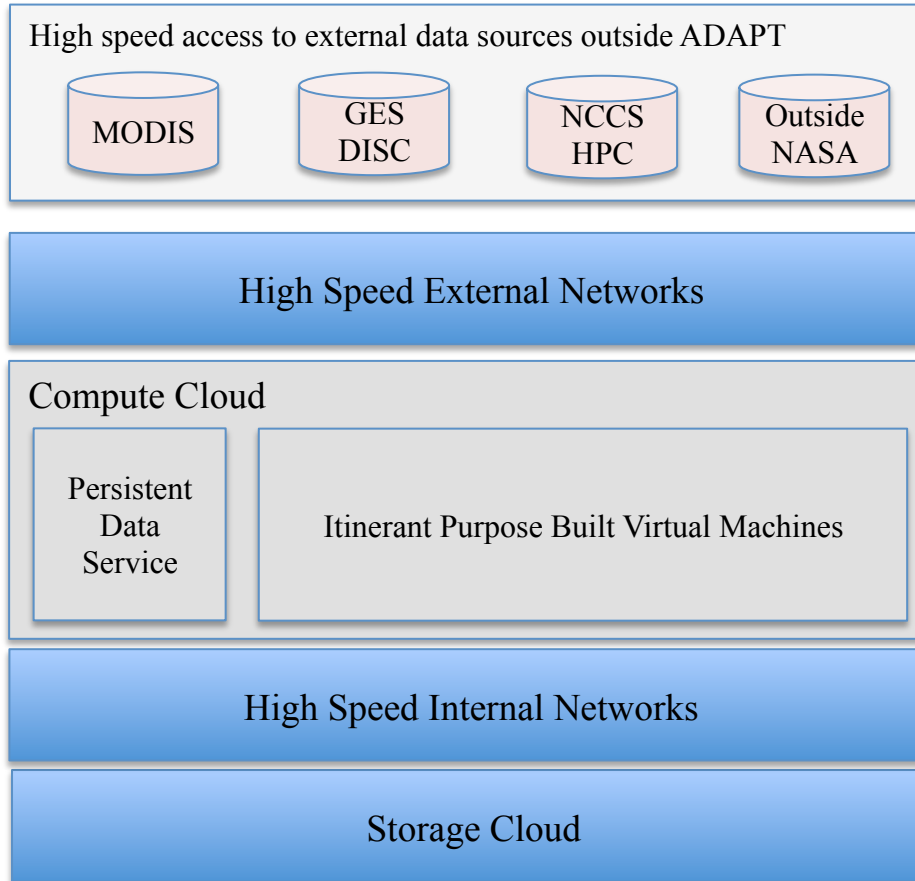 High speed access to external data sources outside ADAPT
MODIS
GES
DISC
NCCS
HPC
Outside
NASA
High Speed External Networks
Compute Cloud
Persistent
Data
Service
Itinerant Purpose Built Virtual Machines
High Speed Internal Networks
Storage Cloud